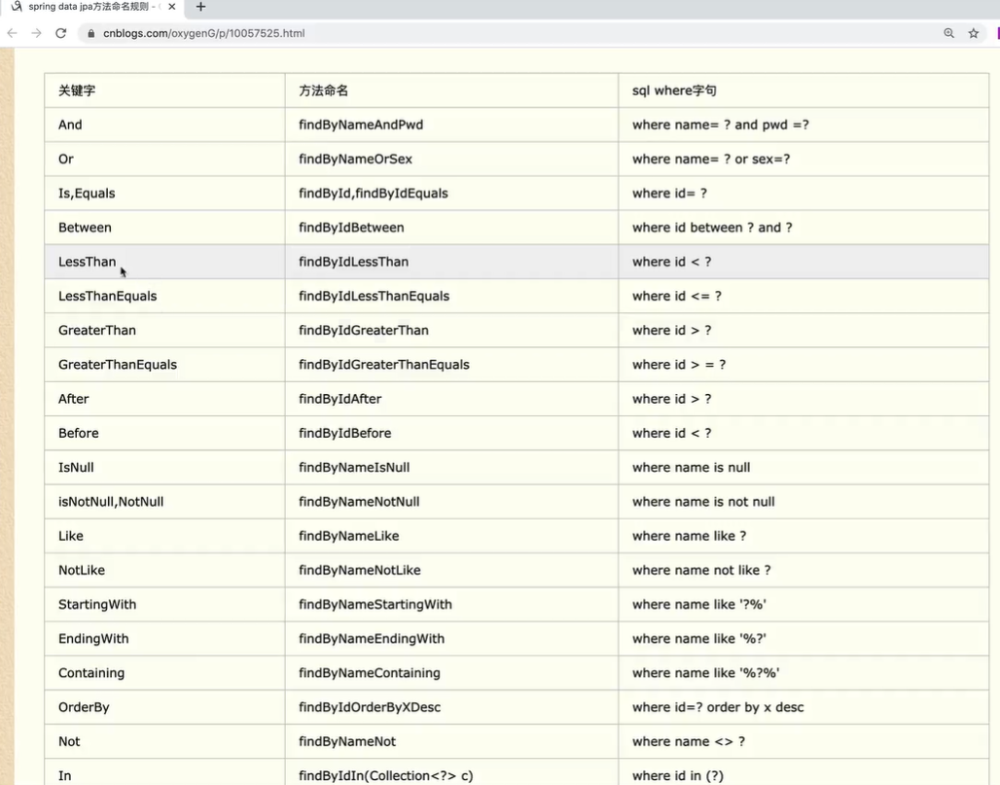 spring data jpa方法命名规则 -
cnblogs.com/oxygenG/p/10057525.html
关键字 方法命名 sql where字句
And findByNameAndPwd where name= ? and pwd =?
Or findByNameOrSex where name= ? or sex=?
Is,Equals findById,findByIdEquals where id= ?
Between findByIdBetween where id between ? and ?
LessThan findByIdLessThan where id < ?
LessThanEquals findByIdLessThanEquals where id <= ?
GreaterThan findByIdGreaterThan where id > ?
GreaterThanEquals findByIdGreaterThanEquals where id > = ?
After findByIdAfter where id > ?
Before findByIdBefore where id < ?
IsNull findByNameIsNull where name is null
isNotNull,NotNull findByNameNotNull where name is not null
Like findByNameLike where name like ?
NotLike findByNameNotLike where name not like ?
StartingWith findByNameStartingWith where name like '?%'
EndingWith findByNameEndingWith where name like '%?'
Containing findByNameContaining where name like '%?%'
OrderBy findByIdOrderByXDesc where id=? order by x desc
Not findByNameNot where name <> ?
In findByIdIn(Collection<?> c) where id in (?)